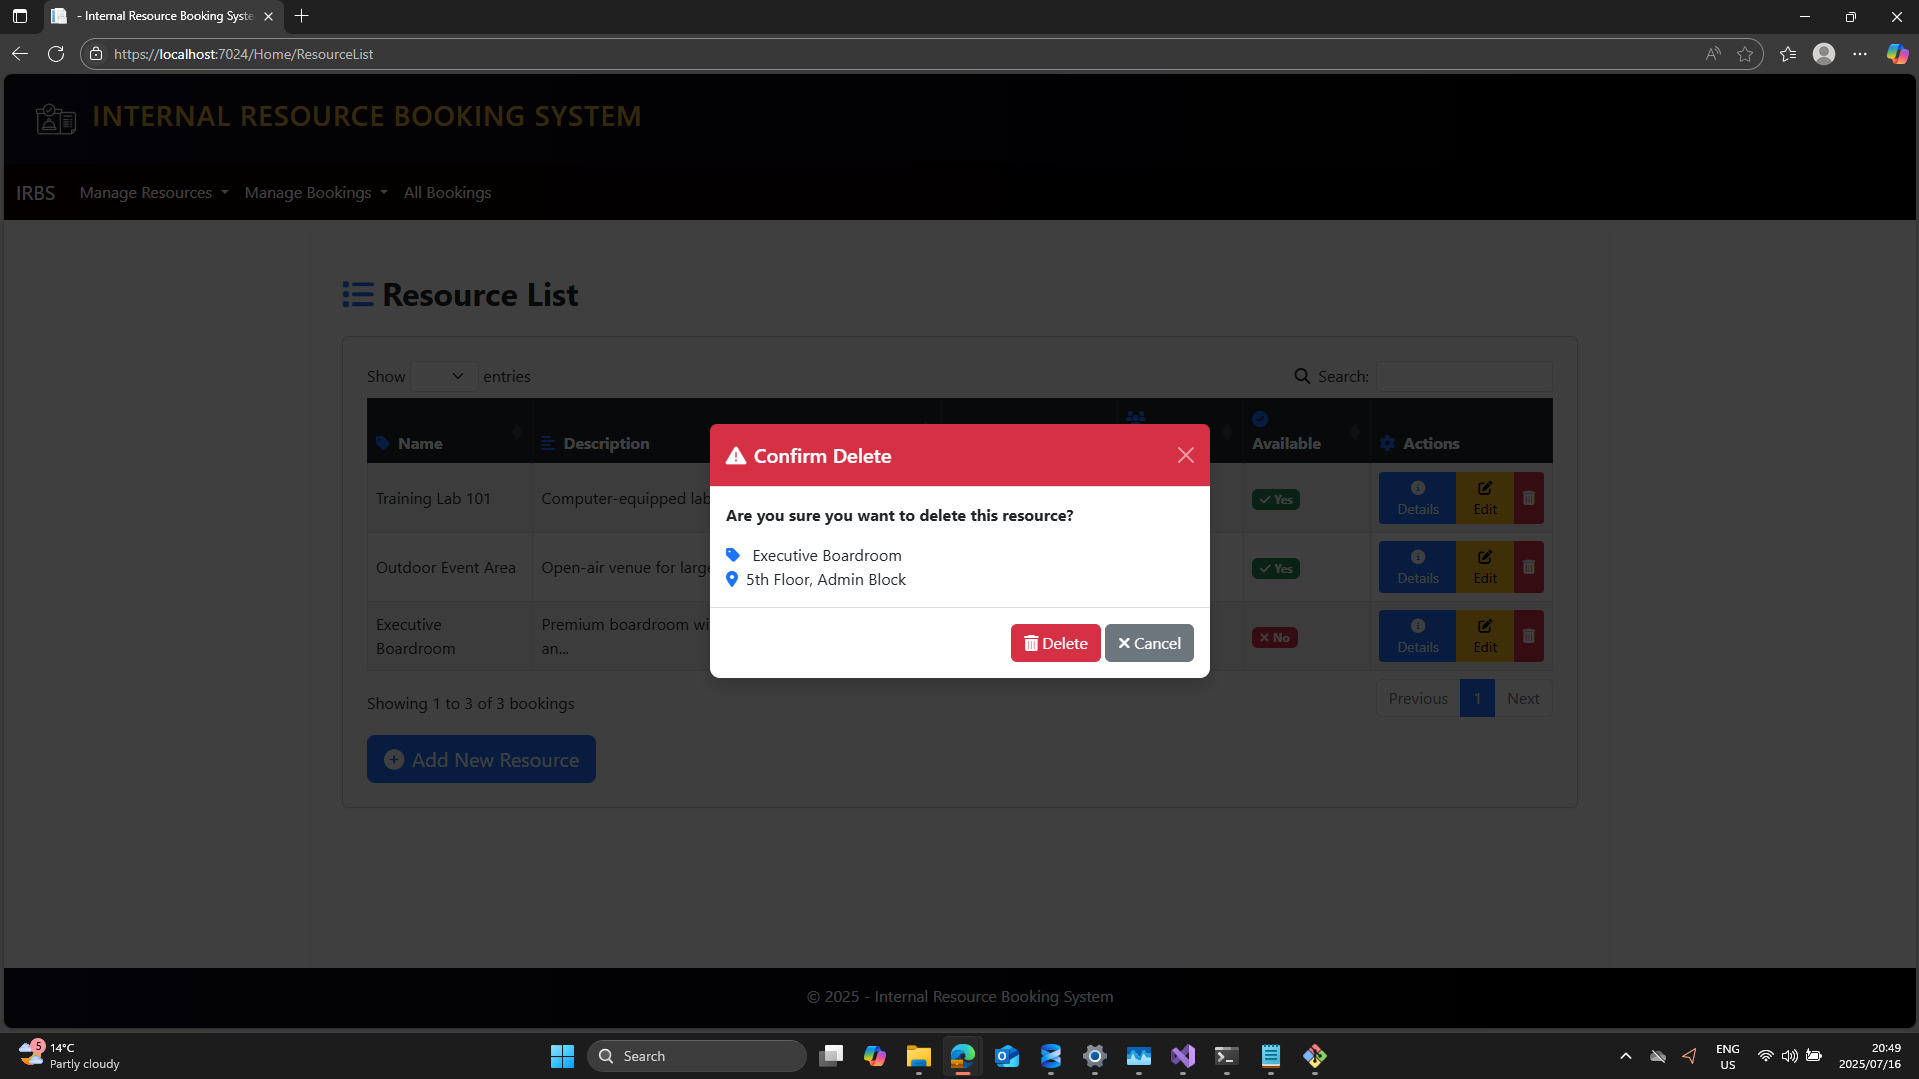 - Internal Resource Booking Syste
https://localhost:7024/Home/ResourceList
INTERNAL RESOURCE BOOKING SYSTEM
IRBS Manage Resources Manage Bookings All Bookings
Resource List
Show entries Search:
Name Description Available Actions
Training Lab 101 Computer-equipped lab Yes Details Edit
Outdoor Event Area Open-air venue for large Yes Details Edit
Executive Boardroom Premium boardroom wi an... No Details Edit
Confirm Delete
Are you sure you want to delete this resource?
Executive Boardroom
5th Floor, Admin Block
Delete Cancel
Showing 1 to 3 of 3 bookings Previous 1 Next
Add New Resource
© 2025 - Internal Resource Booking System
5
14°C
Partly cloudy
Search
ENG
US
20:49
2025/07/16